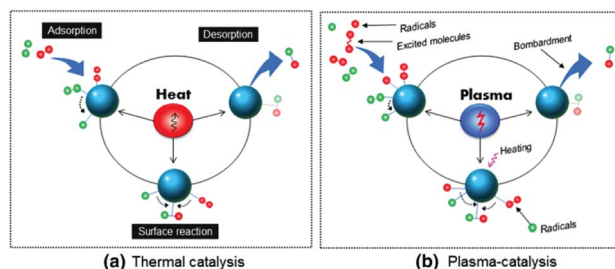 Adsorption
Desorption
Heat
Surface reaction
(a) Thermal catalysis
Radicals
Excited molecules
Bombardment
Plasma
Heating
Radicals
(b) Plasma-catalysis